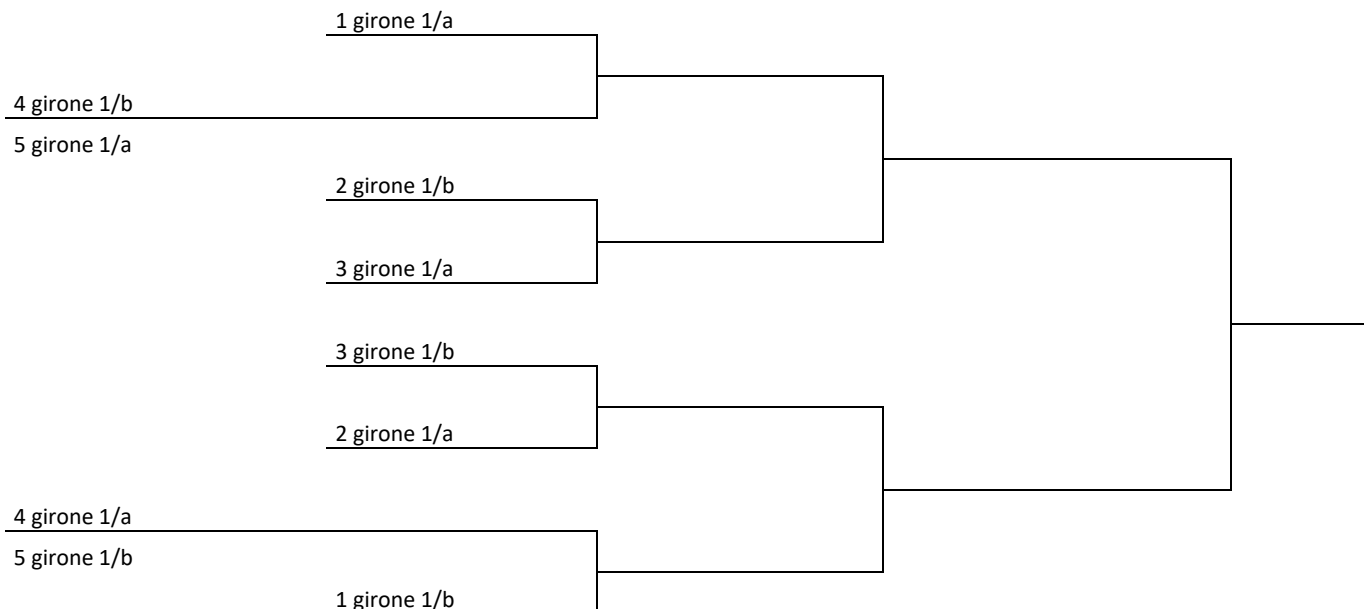 1 girone 1/a
4 girone 1/b
5 girone 1/a
2 girone 1/b
3 girone 1/a
3 girone 1/b
2 girone 1/a
4 girone 1/a
5 girone 1/b
1 girone 1/b